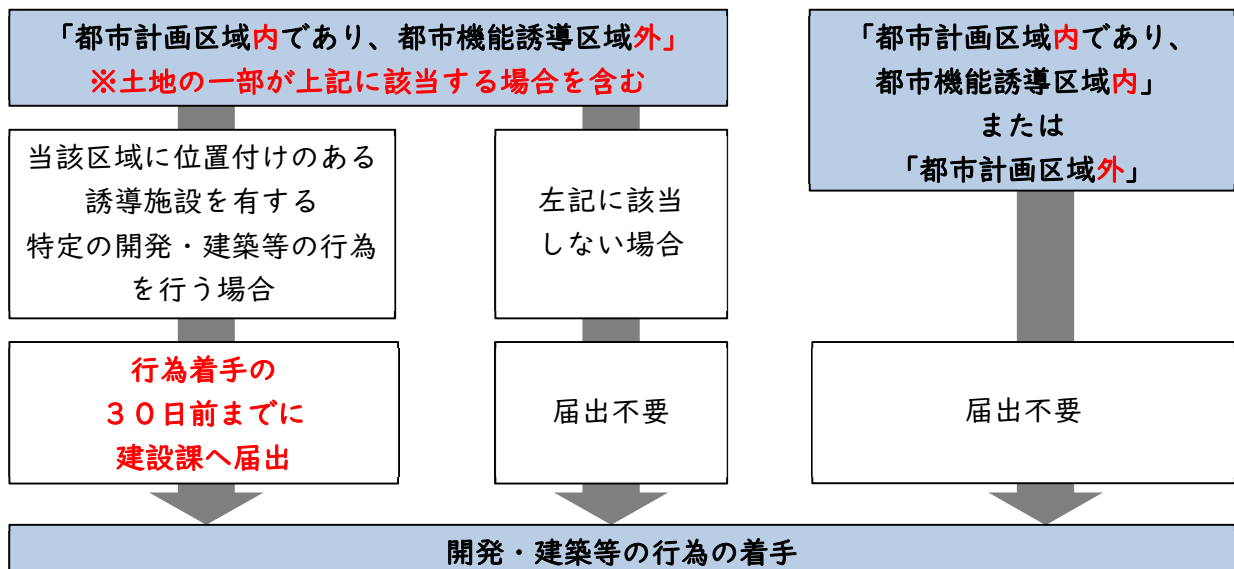 「都市計画区域内であり、都市機能誘導区域外」
※土地の一部が上記に該当する場合を含む
当該区域に位置付けのある
誘導施設を有する
特定の開発・建築等の行為
を行う場合
行為着手の
３０日前までに
建設課へ届出
左記に該当
しない場合
届出不要
「都市計画区域内であり、
都市機能誘導区域内」
または
「都市計画区域外」
届出不要
開発・建築等の行為の着手